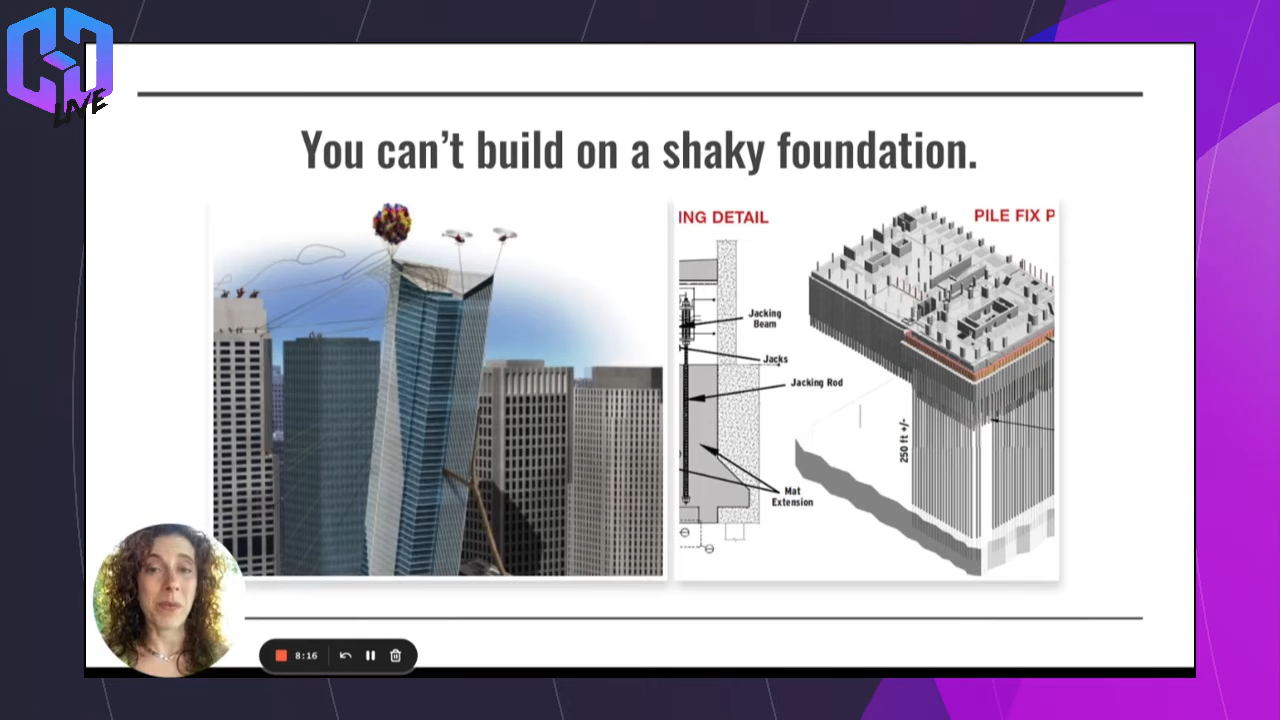 LIVE
You can’t build on a shaky foundation.
ING DETAIL
Jacking
Beam
Jacks
Jacking Rod
Mat
Extension
PILE FIX P
250 ft +/-
8:16